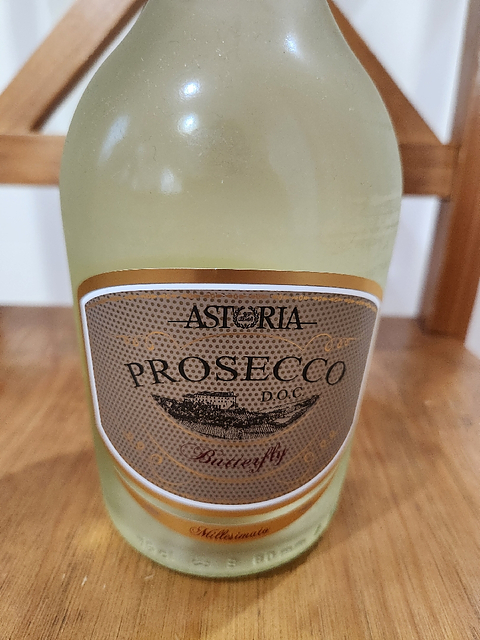 ASTORIA
PROSECCO
D.O.C
Butterfly
Millesimato